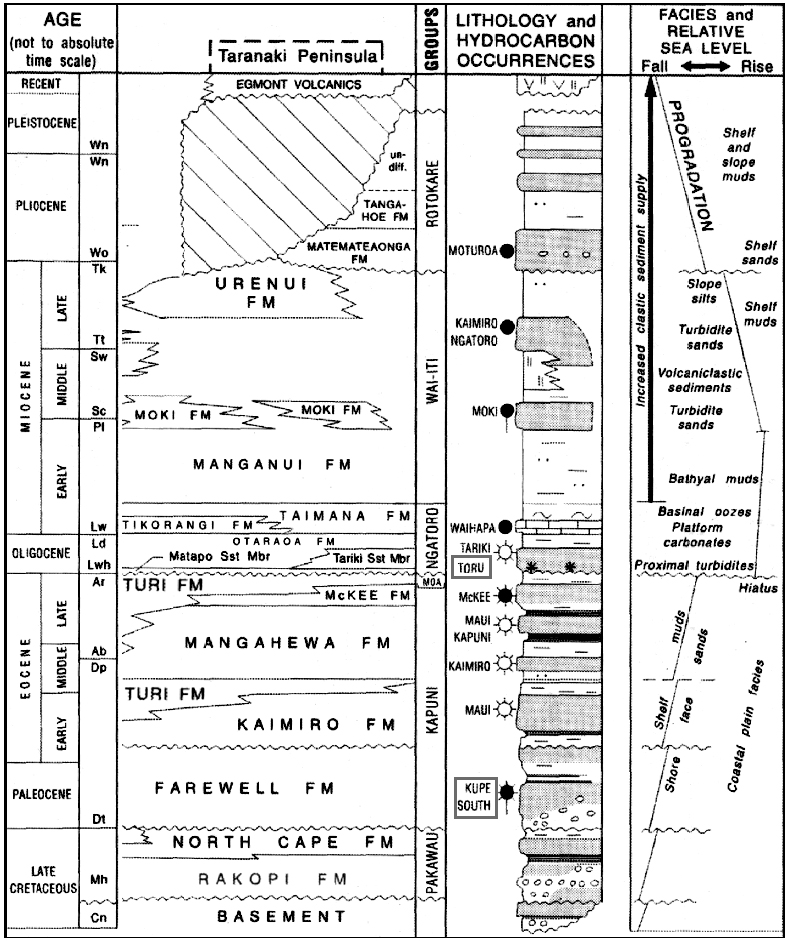 AGE
(not to absolute
time scale)
Taranaki Peninsula
GROUPS
LITHOLOGY and
HYDROCARBON
OCCURRENCES
FACIES and
RELATIVE
SEA LEVEL
Fall
Rise
RECENT
PLEISTOCENE
Wn
Wn
PLIOCENE
Wo
Tk
MIOCENE
LATE
Tt
Sw
MIDDLE
Sc
Pl
EARLY
Lw
OLIGOCENE
Ld
Lwh
Ar
EOCENE
LATE
Ab
MIDDLE
Dp
EARLY
PALEOCENE
Dt
LATE
CRETACEOUS
Mh
Cn
EGMONT VOLCANICS
un-
diff.
TANGA-
HOE FM
MATEMATEAONGA
FM
URENUI
FM
MOKI FM
MOKI FM
MANGANUI FM
TAIMANA FM
TIKORANGI FM
OTARAOA FM
Matapo Sst Mbr
Tariki Sst Mbr
TURI FM
McKEE FM
MANGAHEWA FM
TURI FM
KAIMIRO FM
FAREWELL FM
NORTH CAPE FM
RAKOPI FM
BASEMENT
ROTOKARE
WAI-ITI
NGATORO
MOA
KAPUNI
PAKAWAU
MOTUROA
KAIMIRO
NGATORO
MOKI
WAIHAPA
TARIKI
TORU
McKEE
MAUI
KAPUNI
KAIMIRO
MAUI
KUPE
SOUTH
Increased clastic sediment supply
PROGRADATION
Shelf
and
slope
muds
Shelf
sands
Slope
silts
Shelf
muds
Turbidite
sands
Volcaniclastic
sediments
Turbidite
sands
Bathyal muds
Basinal oozes
Platform
carbonates
Proximal turbidites
Hiatus
muds
sands
Shelf
face
Shore
Coastal plain facies